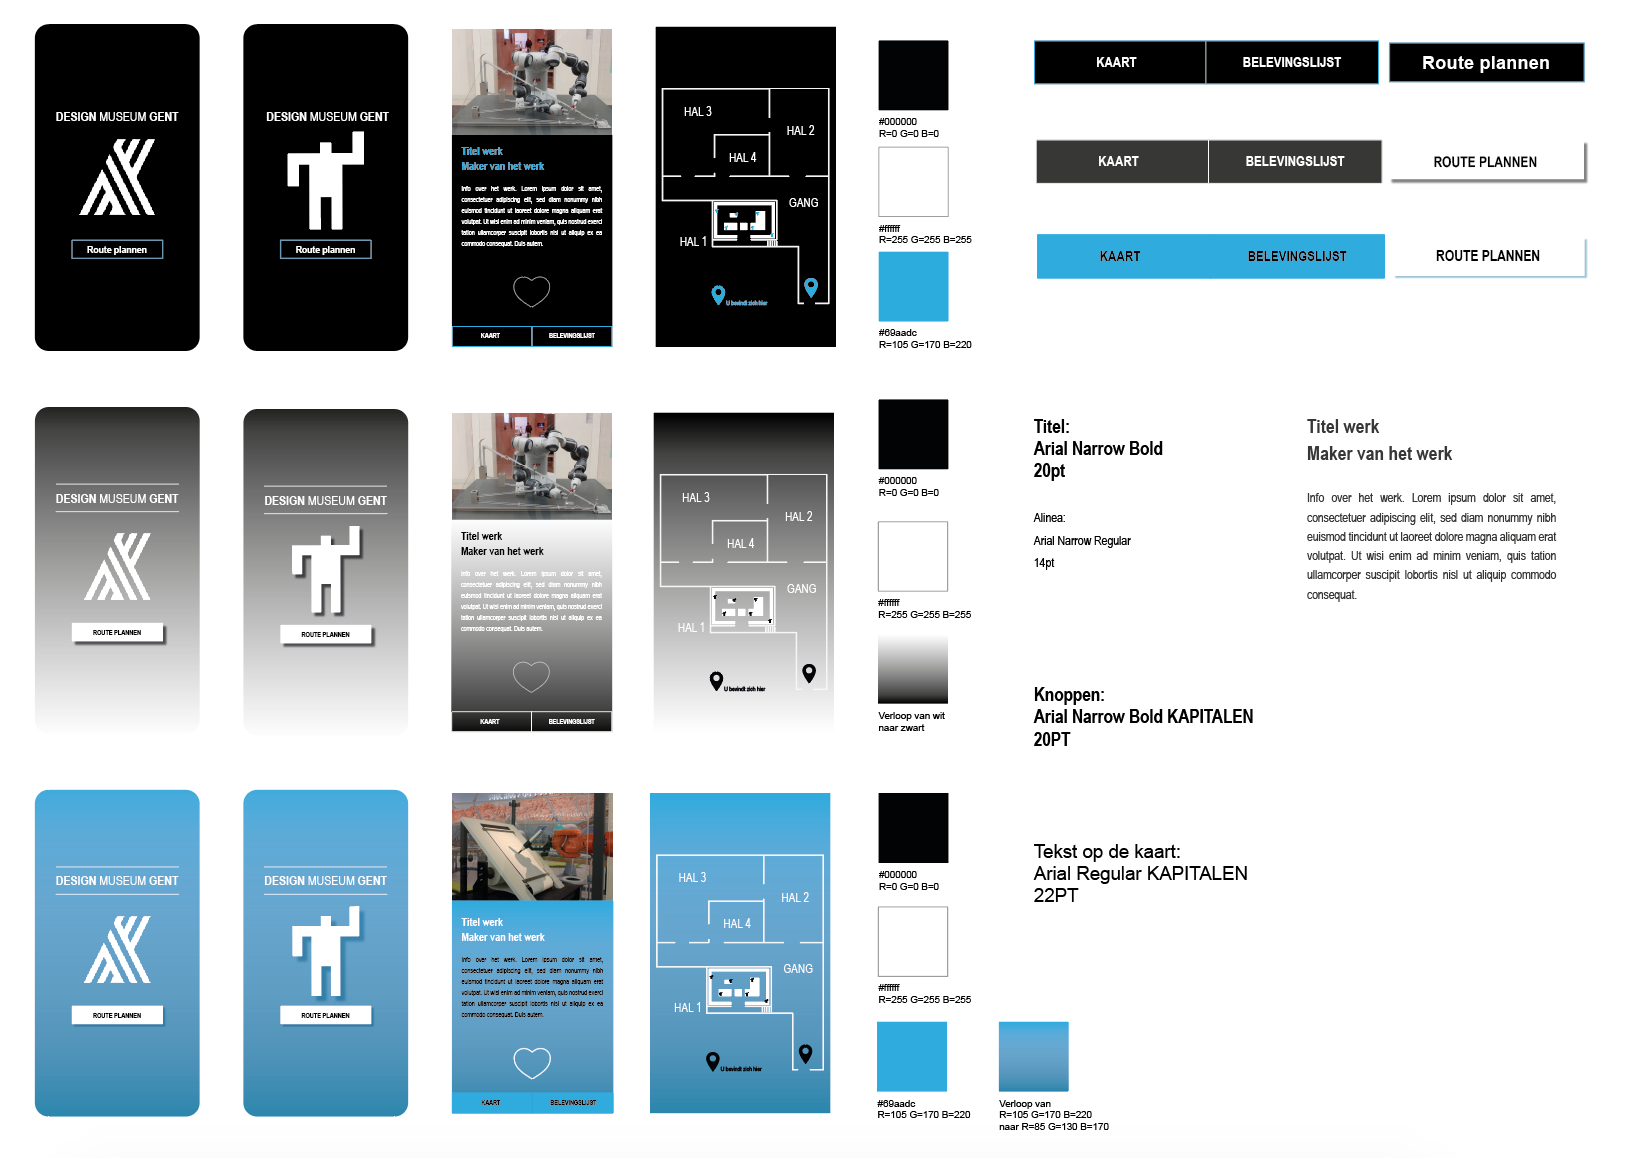 DESIGN MUSEUM GENT
Route plannen
DESIGN MUSEUM GENT
Route plannen
Titel werk
Maker van het werk
Info over het werk. Lorem ipsum dolor sit amet,
consectetuer adipiscing elit, sed diam nonummy nibh
euismod tincidunt ut laoreet dolore magna aliquam erat
volutpat. Ut wisi enim ad minim veniam, quis nostrud exerci
tation ullamcorper suscipit lobortis nisl ut aliquip ex ea
commodo consequat. Duis autem.
KAART
BELEVINGSLIJST
HAL 3
HAL 2
HAL 4
GANG
HAL 1
U bevindt zich hier
#000000
R=0 G=0 B=0
#ffffff
R=255 G=255 B=255
#69aadc
R=105 G=170 B=220
KAART
BELEVINGSLIJST
Route plannen
KAART
BELEVINGSLIJST
ROUTE PLANNEN
KAART
BELEVINGSLIJST
ROUTE PLANNEN
DESIGN MUSEUM GENT
ROUTE PLANNEN
DESIGN MUSEUM GENT
ROUTE PLANNEN
Titel werk
Maker van het werk
Info over het werk. Lorem ipsum dolor sit amet,
consectetuer adipiscing elit, sed diam nonummy nibh
euismod tincidunt ut laoreet dolore magna aliquam erat
volutpat. Ut wisi enim ad minim veniam, quis nostrud exerci
tation ullamcorper suscipit lobortis nisl ut aliquip ex ea
commodo consequat. Duis autem.
KAART
BELEVINGSLIJST
HAL 3
HAL 2
HAL 4
GANG
HAL 1
U bevindt zich hier
#000000
R=0 G=0 B=0
#ffffff
R=255 G=255 B=255
Verloop van wit
naar zwart
Titel:
Arial Narrow Bold
20pt
Alinea:
Arial Narrow Regular
14pt
Titel werk
Maker van het werk
Info over het werk. Lorem ipsum dolor sit amet,
consectetuer adipiscing elit, sed diam nonummy nibh
euismod tincidunt ut laoreet dolore magna aliquam erat
volutpat. Ut wisi enim ad minim veniam, quis tation
ullamcorper suscipit lobortis nisl ut aliquip commodo
consequat.
Knoppen:
Arial Narrow Bold KAPITALEN
20PT
DESIGN MUSEUM GENT
ROUTE PLANNEN
DESIGN MUSEUM GENT
ROUTE PLANNEN
Titel werk
Maker van het werk
Info over het werk. Lorem ipsum dolor sit amet,
consectetuer adipiscing elit, sed diam nonummy nibh
euismod tincidunt ut laoreet dolore magna aliquam erat
volutpat. Ut wisi enim ad minim veniam, quis nostrud exerci
tation ullamcorper suscipit lobortis nisl ut aliquip ex ea
commodo consequat. Duis autem.
KAART
BELEVINGSLIJST
HAL 3
HAL 2
HAL 4
GANG
HAL 1
U bevindt zich hier
#000000
R=0 G=0 B=0
#ffffff
R=255 G=255 B=255
#69aadc
R=105 G=170 B=220
Verloop van
R=105 G=170 B=220
naar R=85 G=130 B=170
Tekst op de kaart:
Arial Regular KAPITALEN
22PT